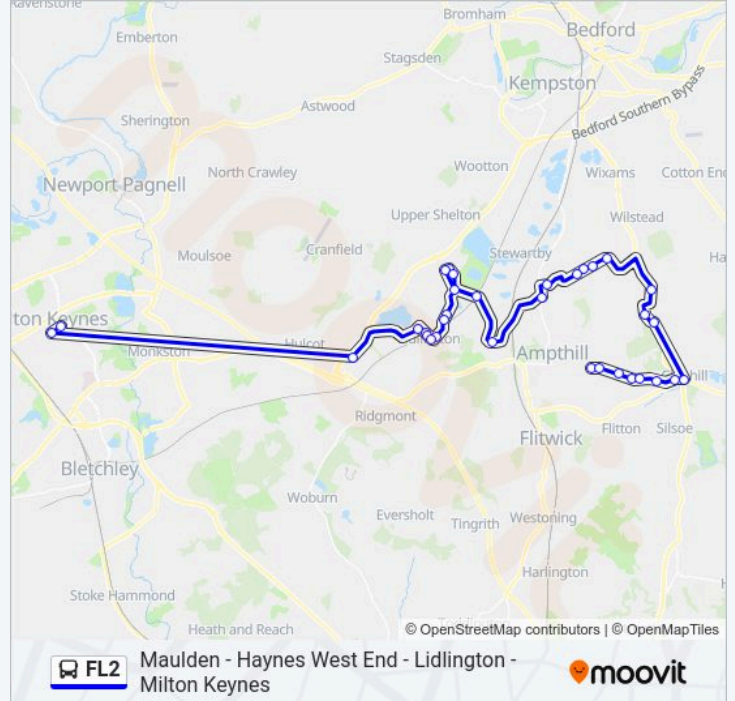 Ravenstone
Bromham
Bedford
Emberton
Stagsden
Kempston
Astwood
Bedford Southern Bypass
Sherington
North Crawley
Wootton
Wixams
Cotton End
Newport Pagnell
Upper Shelton
Wilstead
Moulsoe
Cranfield
Stewartby
Ha
ton Keynes
Hulcot
Monkston
Ampthill
Ridgmont
Flitton
Silsoe
Flitwick
Bletchley
Woburn
Eversholt
Tingrith
Westoning
Harlington
Stoke Hammond
Heath and Reach
© OpenStreetMap contributors | © OpenMapTiles
FL2
Maulden - Haynes West End - Lidlington -
Milton Keynes
moovit